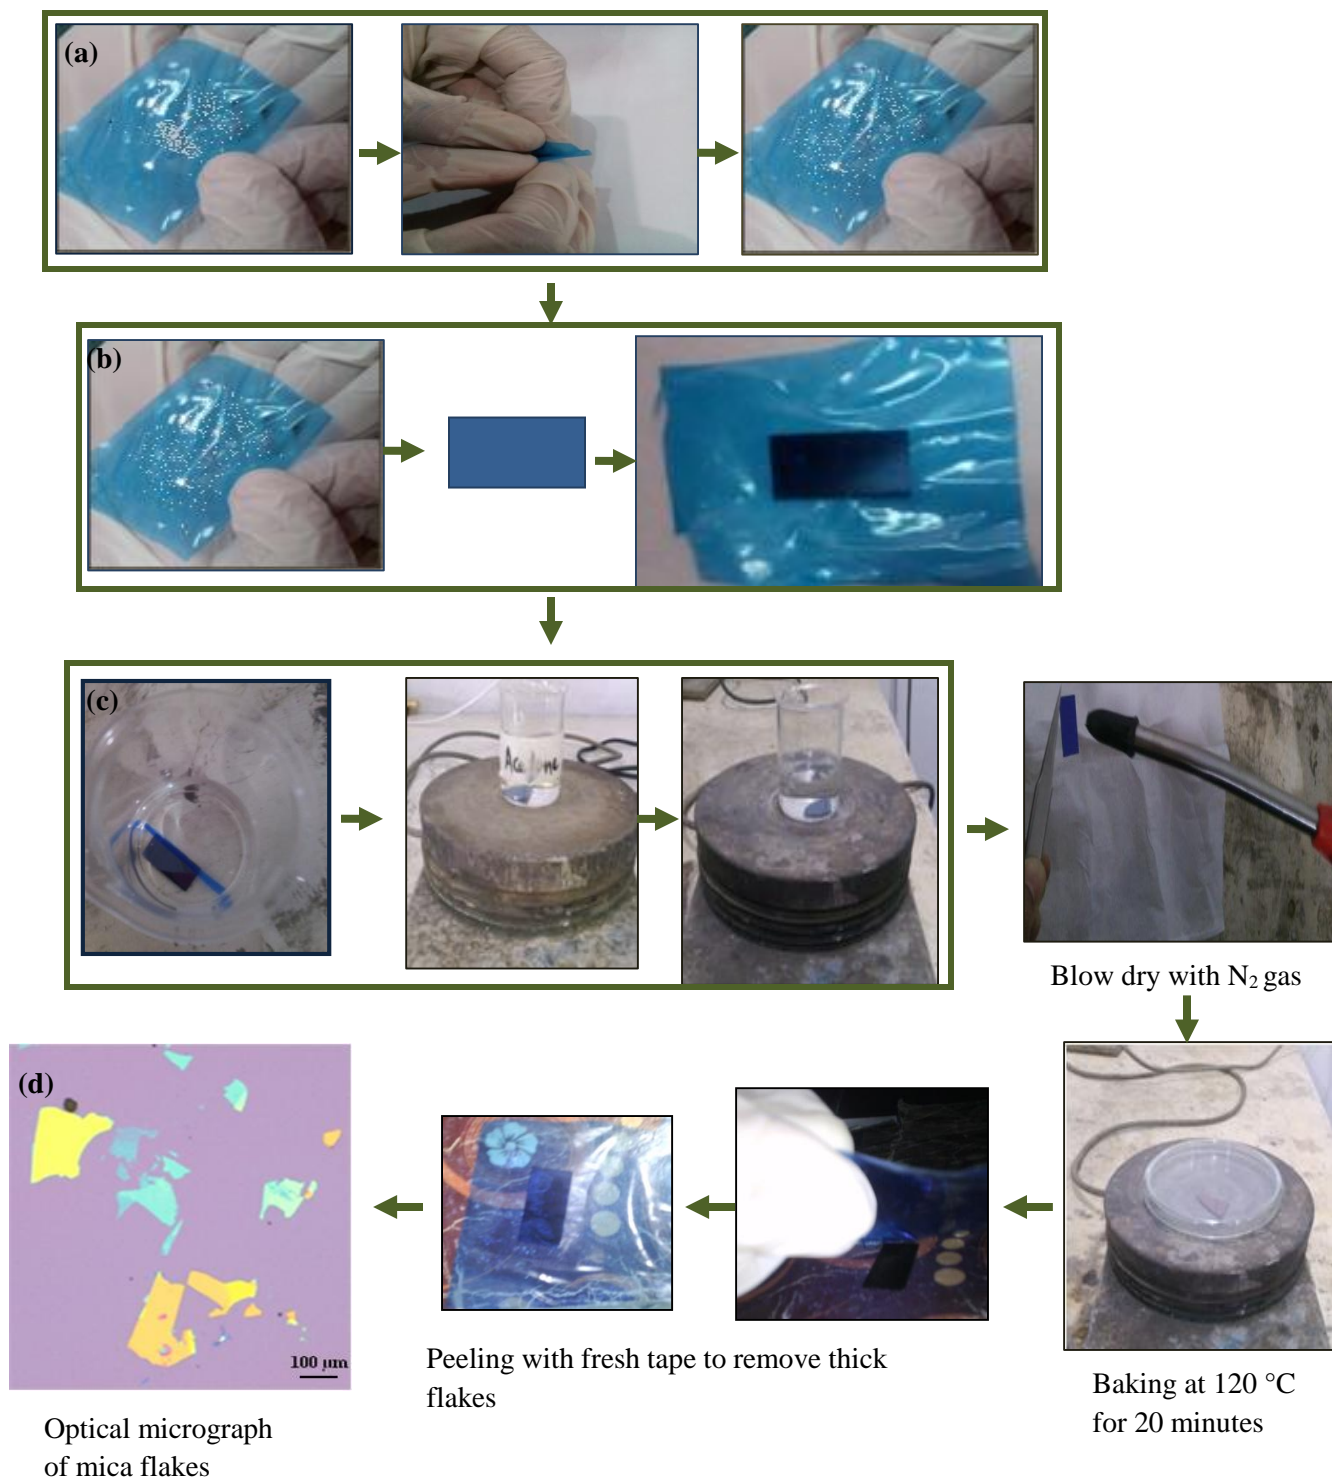 (a)
(b)
(c)
Acetone
Blow dry with N₂ gas
(d)
100 µm
Peeling with fresh tape to remove thick
flakes
Baking at 120 °C
for 20 minutes
Optical micrograph
of mica flakes